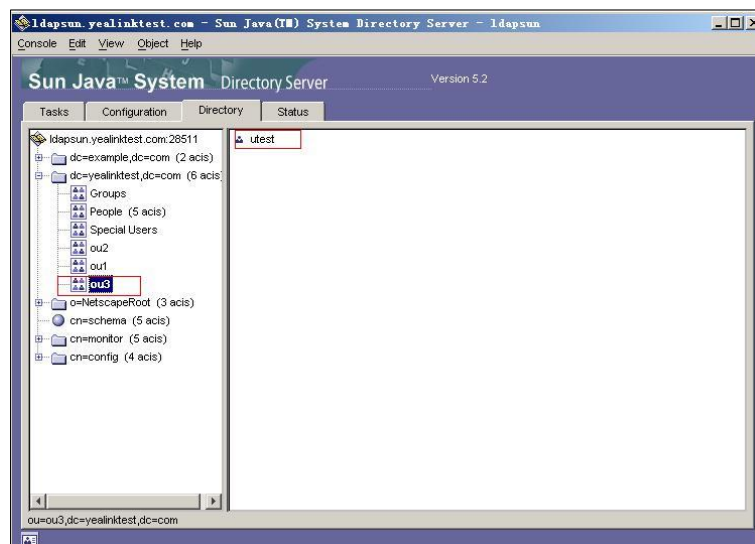 ldapsun.yealinktest.com - Sun Java(TM) System Directory Server - ldapsun
Console Edit View Object Help
Sun Java™ System Directory Server Version 5.2
Tasks Configuration Directory Status
ldapsun.yealinktest.com:28511
utest
dc=example,dc=com (2 acis)
dc=yealinktest,dc=com (6 acis
Groups
People (5 acis)
Special Users
ou2
ou1
ou3
o=NetscapeRoot (3 acis)
cn=schema (5 acis)
cn=monitor (5 acis)
cn=config (4 acis)
ou=ou3,dc=yealinktest,dc=com